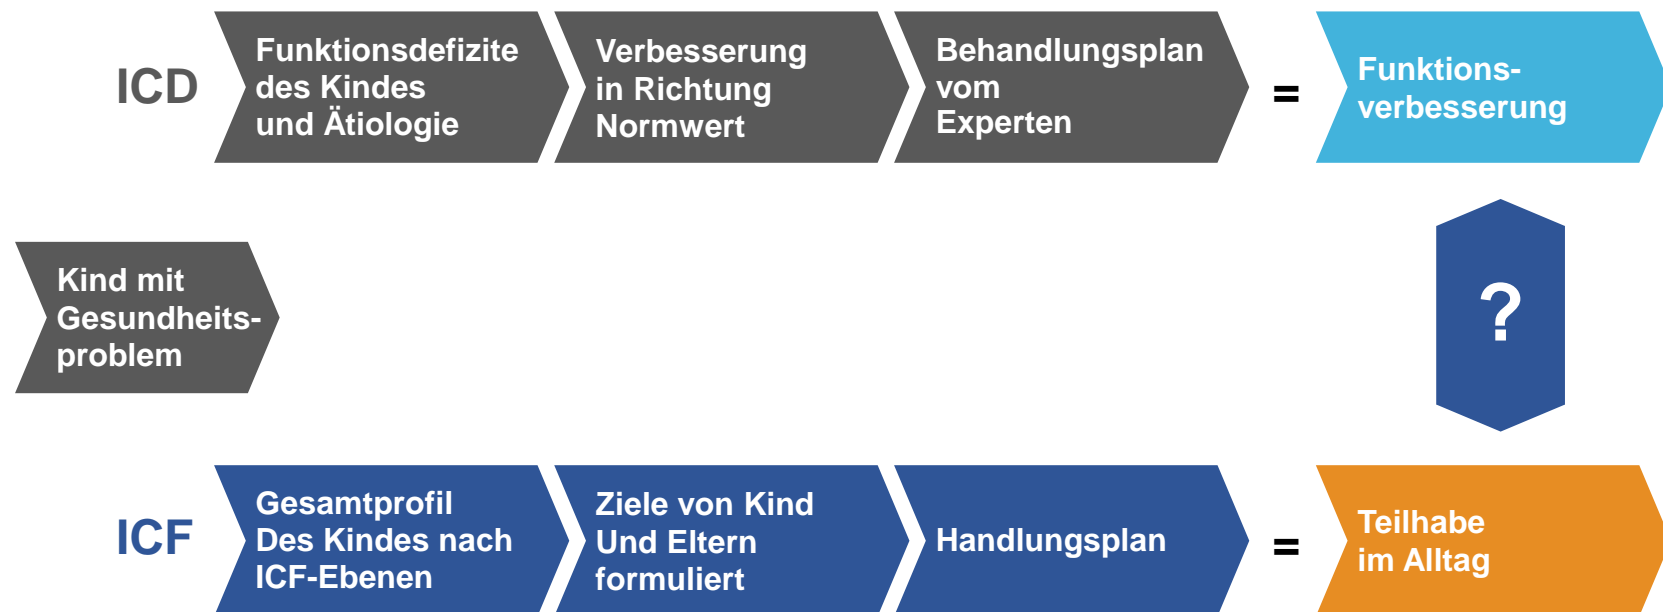 ICD
Funktionsdefizite
des Kindes
und Ätiologie
Verbesserung
in Richtung
Normwert
Behandlungsplan
vom
Experten
=
Funktions-
verbesserung
Kind mit
Gesundheits-
problem
?
ICF
Gesamtprofil
Des Kindes nach
ICF-Ebenen
Ziele von Kind
Und Eltern
formuliert
Handlungsplan
=
Teilhabe
im Alltag